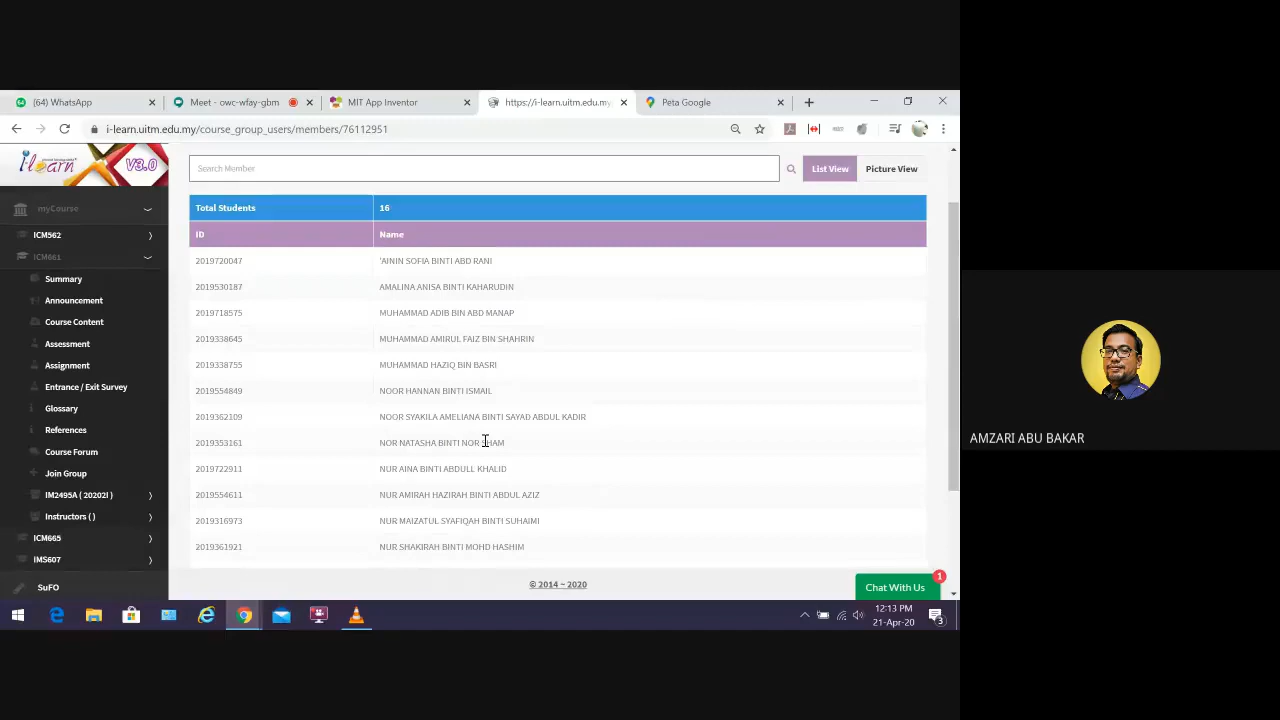 (64) WhatsApp
Meet - owc-wfay-gbm
MIT App Inventor
https://i-learn.uitm.edu.my
Peta Google
i-learn.uitm.edu.my/course_group_users/members/76112951
i-learn V3.0
Search Member
List View
Picture View
myCourse
ICM562
ICM661
Summary
Announcement
Course Content
Assessment
Assignment
Entrance / Exit Survey
Glossary
References
Course Forum
Join Group
IM2495A ( 20202I )
Instructors ( )
ICM665
IMS607
SuFO
Total Students 16
ID Name
2019720047 'AININ SOFIA BINTI ABD RANI
2019530187 AMALINA ANISA BINTI KAHARUDIN
2019718575 MUHAMMAD ADIB BIN ABD MANAP
2019338645 MUHAMMAD AMIRUL FAIZ BIN SHAHRIN
2019338755 MUHAMMAD HAZIQ BIN BASRI
2019554849 NOOR HANNAN BINTI ISMAIL
2019362109 NOOR SYAKILA AMELIANA BINTI SAYAD ABDUL KADIR
2019353161 NOR NATASHA BINTI NOR
2019722911 NUR AINA BINTI ABDULL KHALID
2019554611 NUR AMIRAH HAZIRAH BINTI ABDUL AZIZ
2019316973 NUR MAIZATUL SYAFIQAH BINTI SUHAIMI
2019361921 NUR SHAKIRAH BINTI MOHD HASHIM
© 2014 ~ 2020
Chat With Us
1
12:13 PM
21-Apr-20
3
AMZARI ABU BAKAR